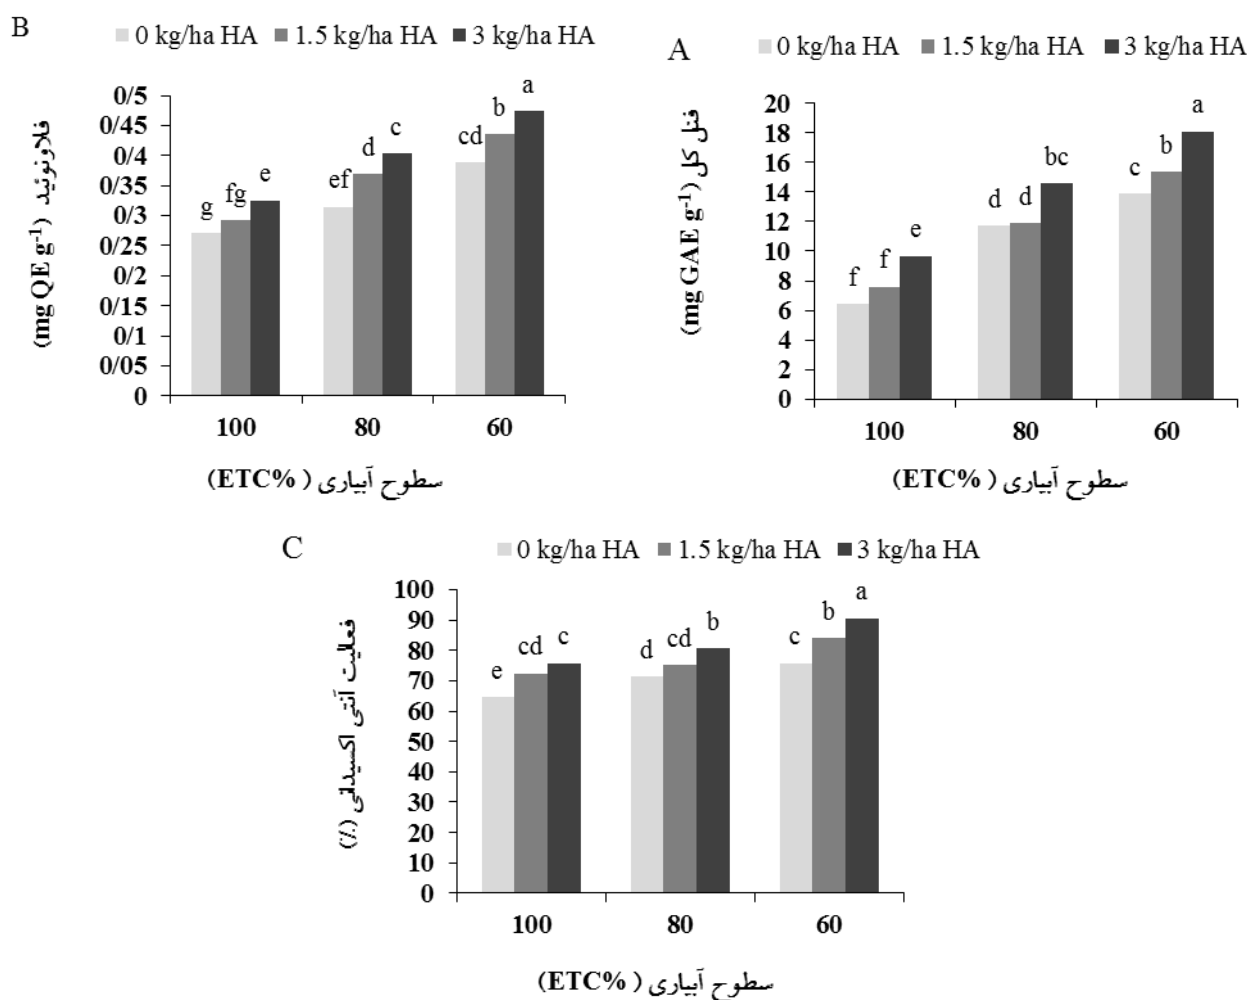 B
0 kg/ha HA 1.5 kg/ha HA 3 kg/ha HA
فلاونوئید (mg QE g-1)
0/5
0/45
0/4
0/35
0/3
0/25
0/2
0/15
0/1
0/05
0
g fg e
ef d c
cd b a
100 80 60
سطوح آبیاری (ETC%)
A
0 kg/ha HA 1.5 kg/ha HA 3 kg/ha HA
فنل کل (mg GAE g-1)
20
18
16
14
12
10
8
6
4
2
0
f f e
d d bc
c b a
100 80 60
سطوح آبیاری (ETC%)
C
0 kg/ha HA 1.5 kg/ha HA 3 kg/ha HA
فعالیت آنتی اکسیدانی (٪)
100
90
80
70
60
50
40
30
20
10
0
e cd c
d cd b
c b a
100 80 60
سطوح آبیاری (ETC%)